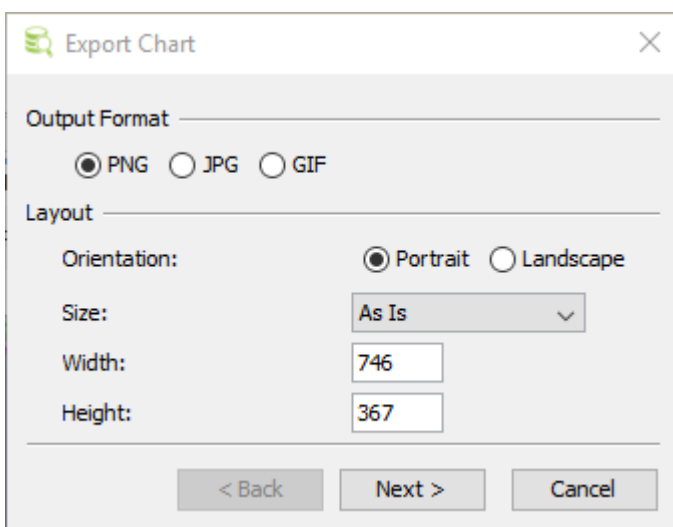 Export Chart
Output Format
PNG JPG GIF
Layout
Orientation: Portrait Landscape
Size: As Is
Width: 746
Height: 367
< Back Next > Cancel